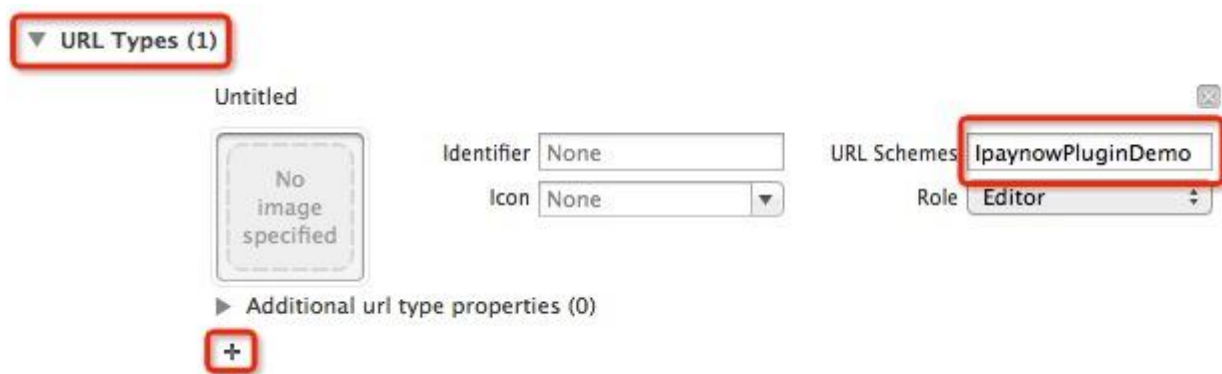 URL Types (1)
Untitled
No image specified
Identifier None
URL Schemes IpaynowPluginDemo
Icon None
Role Editor
Additional url type properties (0)
+